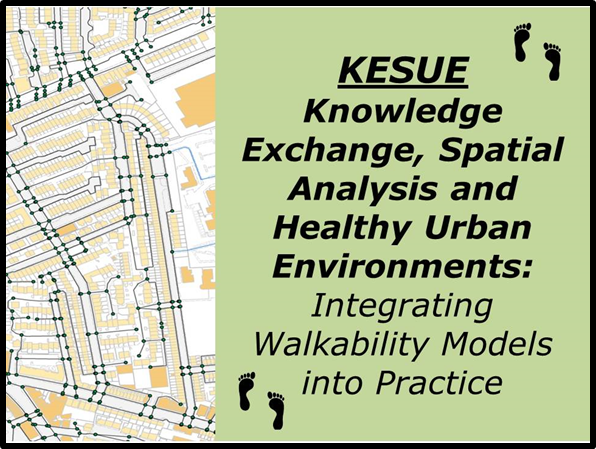 KESUE
Knowledge
Exchange, Spatial
Analysis and
Healthy Urban
Environments:
Integrating
Walkability Models
into Practice